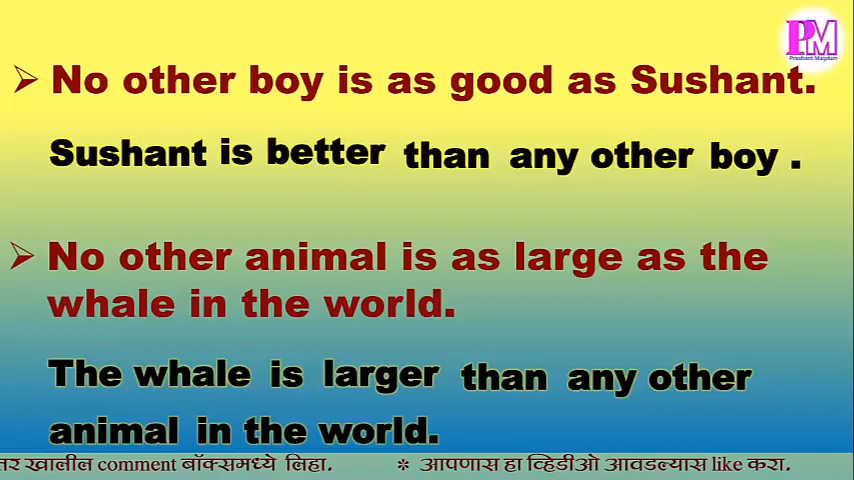 PM
Prashant Magdum
No other boy is as good as Sushant.
Sushant is better than any other boy .
No other animal is as large as the
whale in the world.
The whale is larger than any other
animal in the world.
खालील comment बॉक्समध्ये लिहा. * आपणास हा व्हिडीओ आवडल्यास like करा.